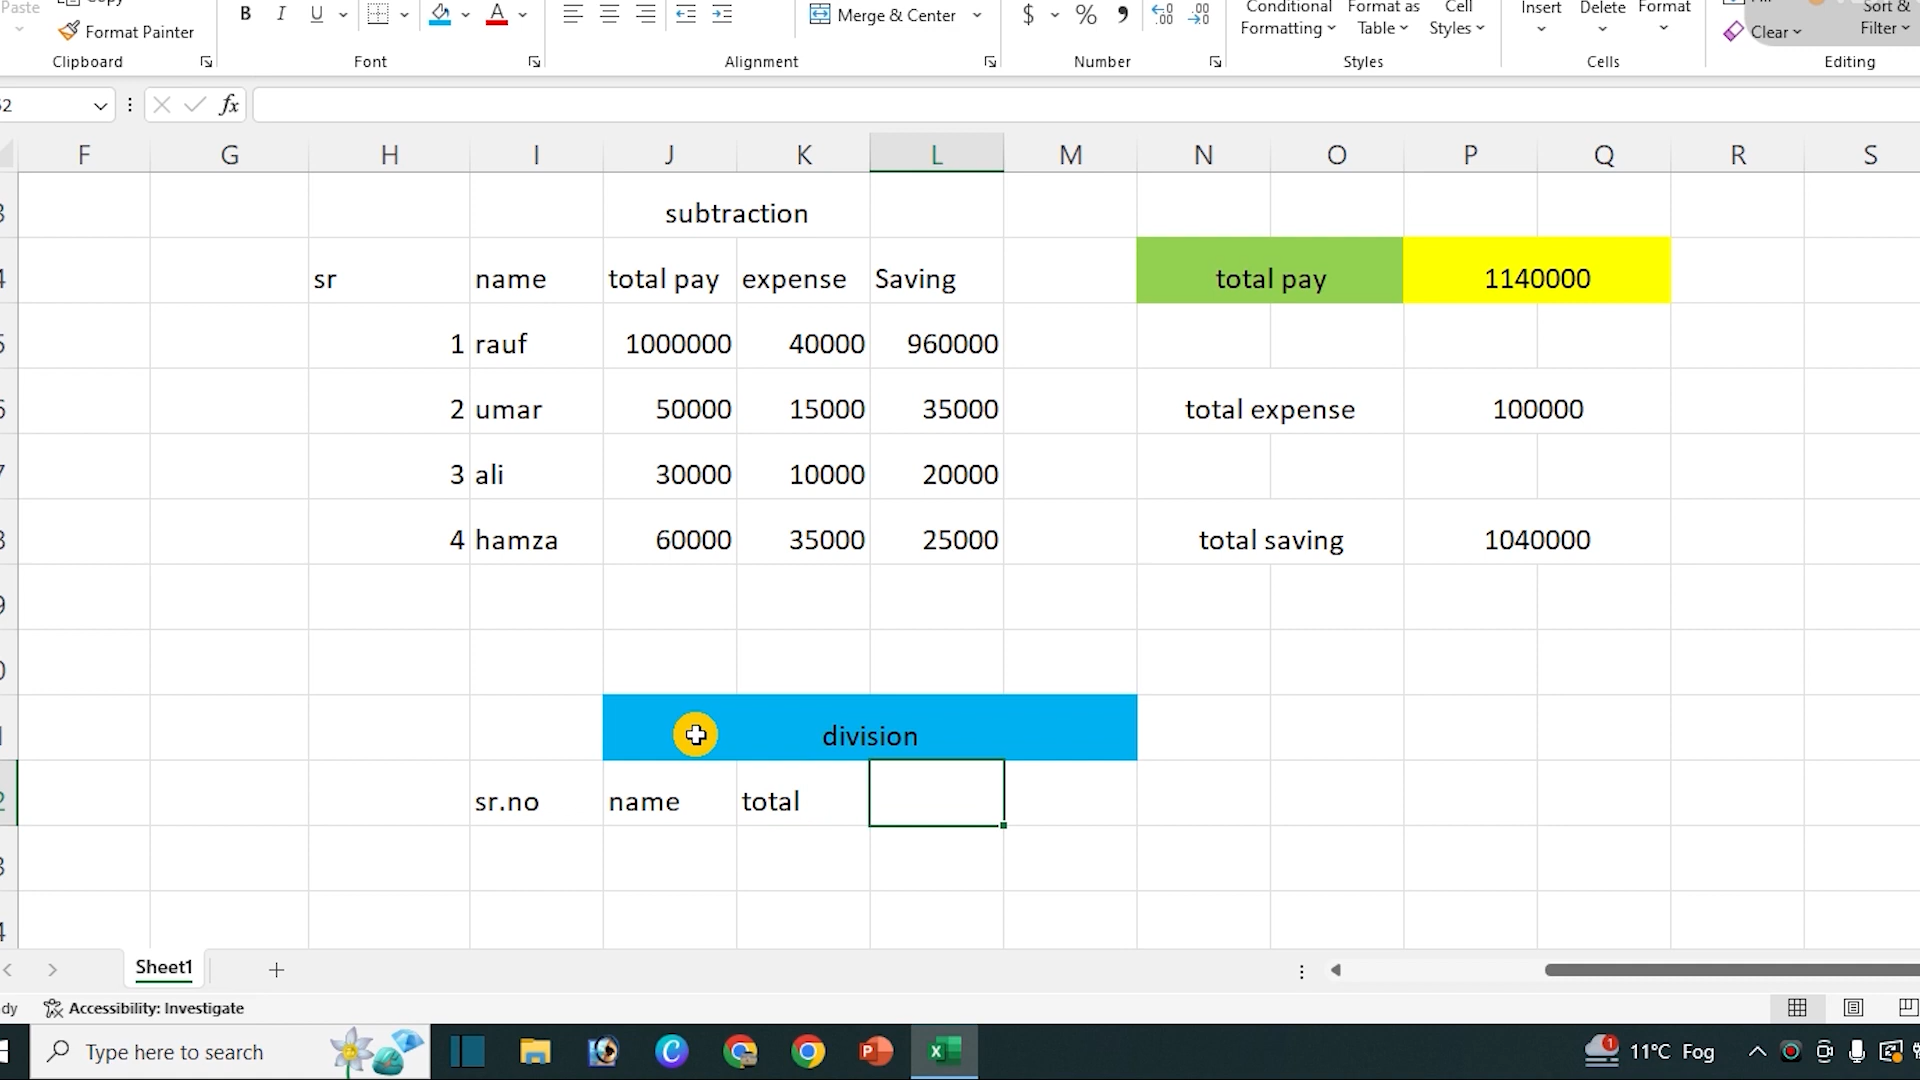 Paste
Format Painter
Clipboard
B I U
A
Font
Merge & Center
Alignment
$ % 9
Number
Conditional Formatting
Format as Table
Cell Styles
Styles
Insert
Delete
Format
Cells
Clear
Sort & Filter
Editing
fx
F G H I J K L M N O P Q R S
subtraction
sr name total pay expense Saving total pay 1140000
1 rauf 1000000 40000 960000
2 umar 50000 15000 35000 total expense 100000
3 ali 30000 10000 20000
4 hamza 60000 35000 25000 total saving 1040000
division
sr.no name total
Sheet1
Accessibility: Investigate
Type here to search
11°C Fog